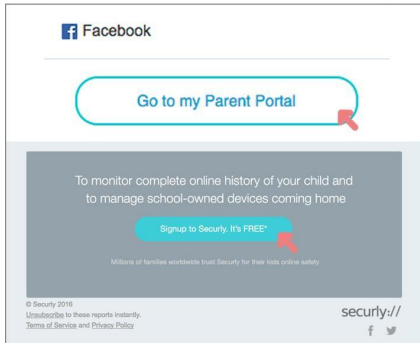 Facebook
Go to my Parent Portal
To monitor complete online history of your child and
to manage school-owned devices coming home
Signup to Securly. It's FREE*
Millions of families worldwide trust Securly for their kids online safety
© Securly 2016
Unsubscribe to these reports instantly.
Terms of Service and Privacy Policy
securly://